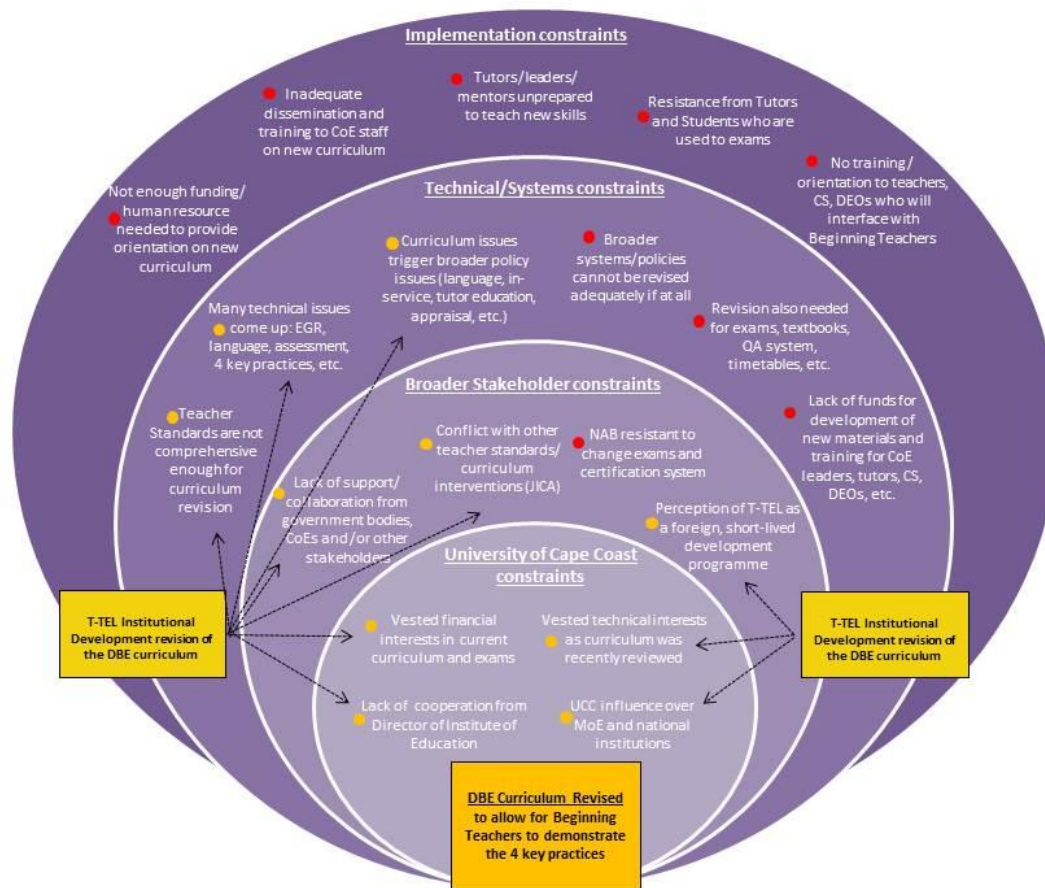 Implementation constraints
Inadequate
dissemination and
training to CoE staff
on new curriculum
Tutors/leaders/
mentors unprepared
to teach new skills
Resistance from Tutors
and Students who are
used to exams
No training/
orientation to teachers,
CS, DEOs who will
interface with
Beginning Teachers
Not enough funding/
human resource
needed to provide
orientation on new
curriculum
Technical/Systems constraints
Curriculum issues
trigger broader policy
issues (language, in-
service, tutor education,
appraisal, etc.)
Broader
systems/policies
cannot be revised
adequately if at all
Many technical issues
come up: EGR,
language, assessment,
4 key practices, etc.
Revision also needed
for exams, textbooks,
QA system,
timetables, etc.
Teacher
Standards are not
comprehensive
enough for
curriculum
revision
Lack of funds for
development of
new materials and
training for CoE
leaders, tutors, CS,
DEOs, etc.
Broader Stakeholder constraints
Conflict with other
teacher standards/
curriculum
interventions (JICA)
NAB resistant to
change exams and
certification system
Lack of support/
collaboration from
government bodies,
CoEs and/or other
stakeholders
Perception of T-TEL as
a foreign, short-lived
development
programme
University of Cape Coast
constraints
Vested financial
interests in current
curriculum and exams
Vested technical interests
as curriculum was
recently reviewed
Lack of cooperation from
Director of Institute of
Education
UCC influence over
MoE and national
institutions
T-TEL Institutional
Development revision of
the DBE curriculum
T-TEL Institutional
Development revision of
the DBE curriculum
DBE Curriculum Revised
to allow for Beginning
Teachers to demonstrate
the 4 key practices